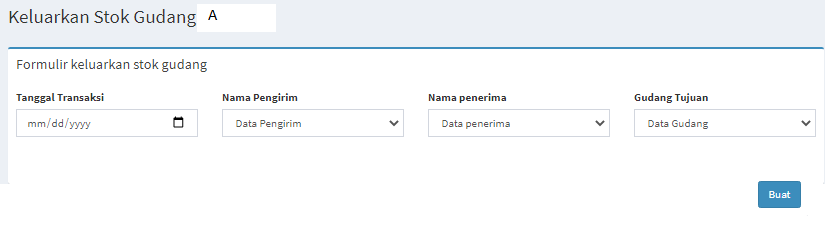 Keluarkan Stok Gudang A
Formulir keluarkan stok gudang
Tanggal Transaksi Nama Pengirim Nama penerima Gudang Tujuan
mm/dd/yyyy Data Pengirim Data penerima Data Gudang
Buat